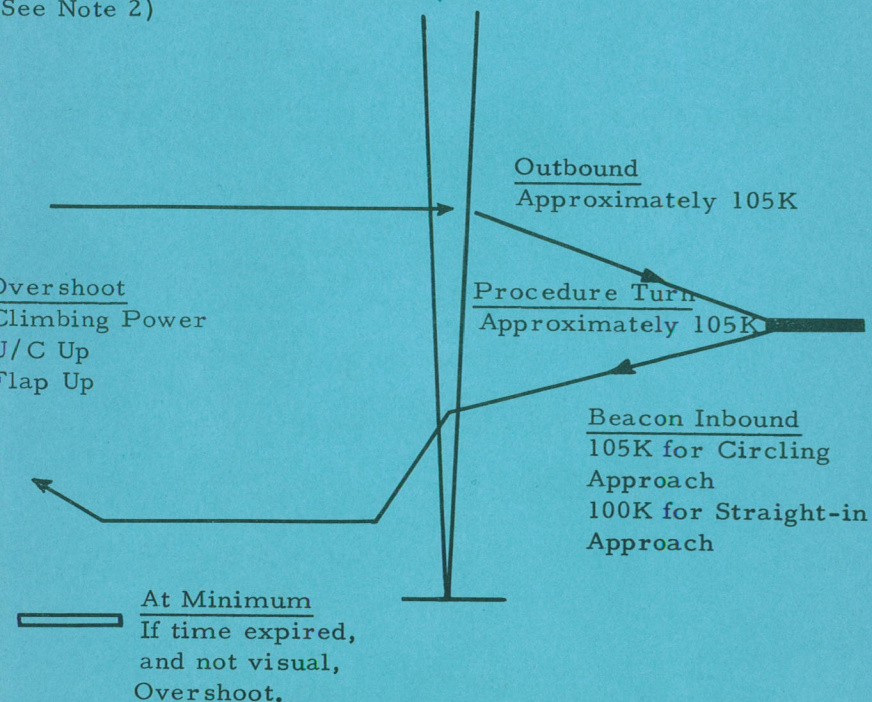 See Note 2)
Outbound
Approximately 105K
Overshoot
Climbing Power
U/C Up
Flap Up
Procedure Turn
Approximately 105K
Beacon Inbound
105K for Circling
Approach
100K for Straight-in
Approach
At Minimum
If time expired,
and not visual,
Overshoot.